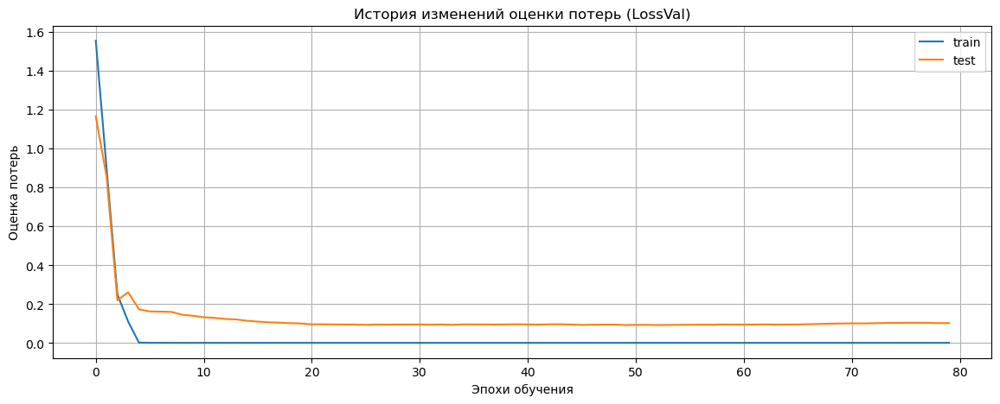 История изменений оценки потерь (LossVal)
train
test
Оценка потерь
1.6
1.4
1.2
1.0
0.8
0.6
0.4
0.2
0.0
0 10 20 30 40 50 60 70 80
Эпохи обучения